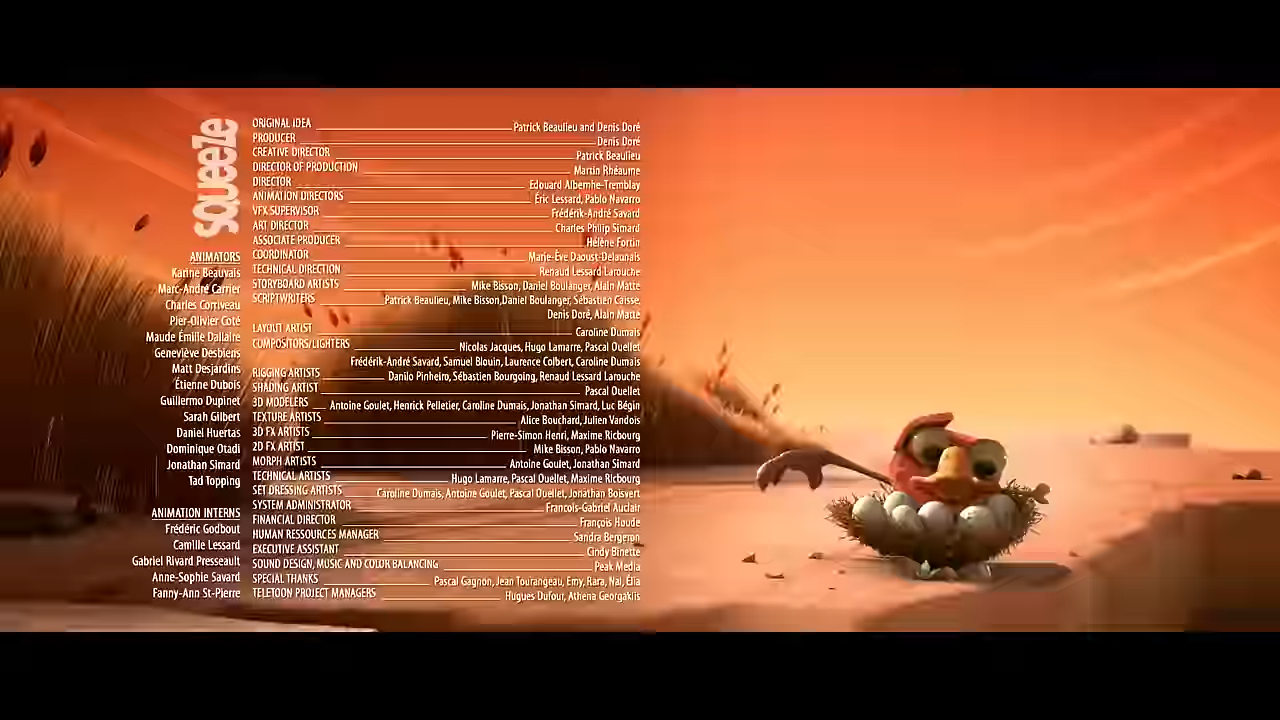 squeeze
ANIMATORS
Karine Beauvais
Marc-André Carrier
Charles Corriveau
Pier-Olivier Coté
Maude Émilie Dallaire
Geneviève Desbiens
Matt Desjardins
Étienne Dubois
Guillermo Dupinet
Sarah Gilbert
Daniel Huertas
Dominique Otadi
Jonathan Simard
Tad Topping
ANIMATION INTERNS
Frédéric Godbout
Camille Lessard
Gabriel Rivard Presseault
Anne-Sophie Savard
Fanny-Ann St-Pierre
ORIGINAL IDEA Patrick Beaulieu and Denis Doré
PRODUCER Denis Doré
CREATIVE DIRECTOR Patrick Beaulieu
DIRECTOR OF PRODUCTION Martin Rhéaume
DIRECTOR Edouard Albernhe-Tremblay
ANIMATION DIRECTORS Éric Lessard, Pablo Navarro
VFX SUPERVISOR Frédérik-André Savard
ART DIRECTOR Charles Philip Simard
ASSOCIATE PRODUCER Hélène Fortin
COORDINATOR Marie-Ève Daoust-Delaunais
TECHNICAL DIRECTION Renaud Lessard Larouche
STORYBOARD ARTISTS Mike Bisson, Daniel Boulanger, Alain Matte
SCRIPTWRITERS Patrick Beaulieu, Mike Bisson,Daniel Boulanger, Sébastien Caisse,
Denis Doré, Alain Matte
LAYOUT ARTIST Caroline Dumais
COMPOSITORS/LIGHTERS Nicolas Jacques, Hugo Lamarre, Pascal Ouellet
Frédérik-André Savard, Samuel Blouin, Laurence Colbert, Caroline Dumais
RIGGING ARTISTS Danilo Pinheiro, Sébastien Bourgoing, Renaud Lessard Larouche
SHADING ARTIST Pascal Ouellet
3D MODELERS Antoine Goulet, Henrick Pelletier, Caroline Dumais, Jonathan Simard, Luc Bégin
TEXTURE ARTISTS Alice Bouchard, Julien Vandois
3D FX ARTISTS Pierre-Simon Henri, Maxime Ricbourg
2D FX ARTIST Mike Bisson, Pablo Navarro
MORPH ARTISTS Antoine Goulet, Jonathan Simard
TECHNICAL ARTISTS Hugo Lamarre, Pascal Ouellet, Maxime Ricbourg
SET DRESSING ARTISTS Caroline Dumais, Antoine Goulet, Pascal Ouellet, Jonathan Boisvert
SYSTEM ADMINISTRATOR Francois-Gabriel Auclair
FINANCIAL DIRECTOR François Houde
HUMAN RESSOURCES MANAGER Sandra Bergeron
EXECUTIVE ASSISTANT Cindy Binette
SOUND DESIGN, MUSIC AND COLOR BALANCING Peak Media
SPECIAL THANKS Pascal Gagnon, Jean Tourangeau, Emy, Rara, Nal, Élia
TELETOON PROJECT MANAGERS Hugues Dufour, Athena Georgaklis